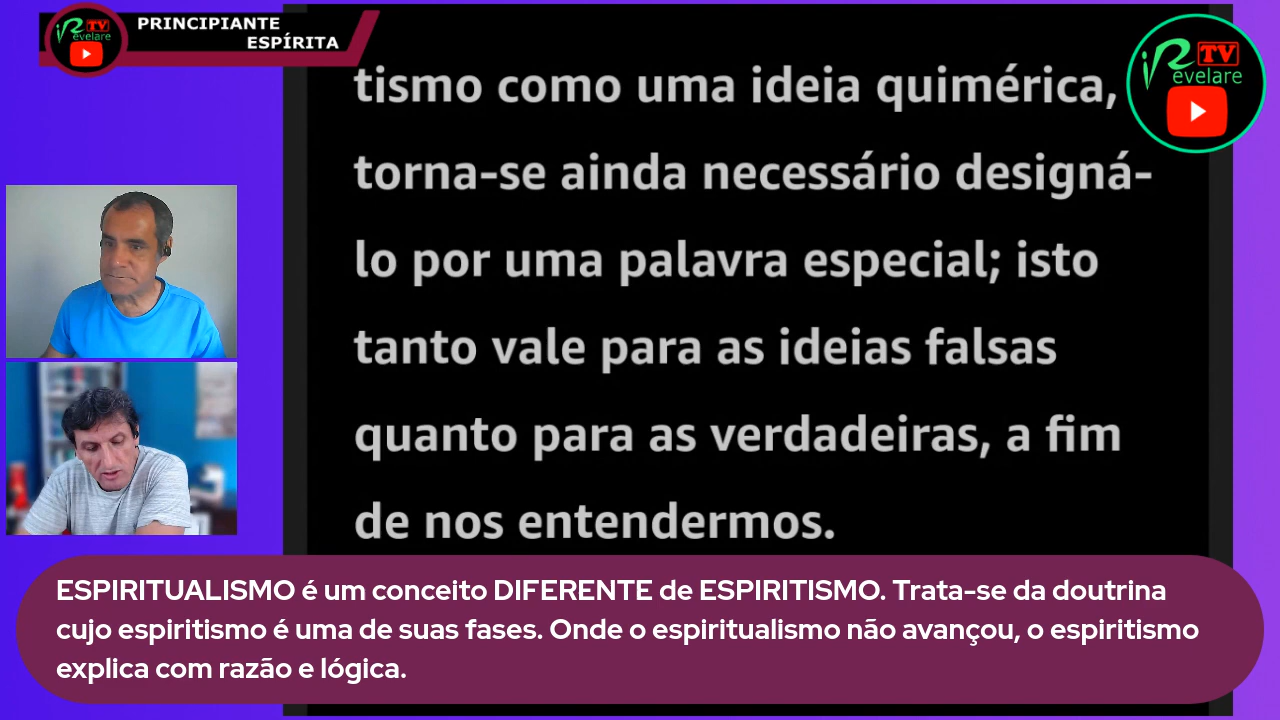 PRINCIPIANTE
ESPÍRITA
iR TV
evelare
iR TV
evelare
tismo como uma ideia quimérica,
torna-se ainda necessário designá-
lo por uma palavra especial; isto
tanto vale para as ideias falsas
quanto para as verdadeiras, a fim
de nos entendermos.
ESPIRITUALISMO é um conceito DIFERENTE de ESPIRITISMO. Trata-se da doutrina
cujo espiritismo é uma de suas fases. Onde o espiritualismo não avançou, o espiritismo
explica com razão e lógica.